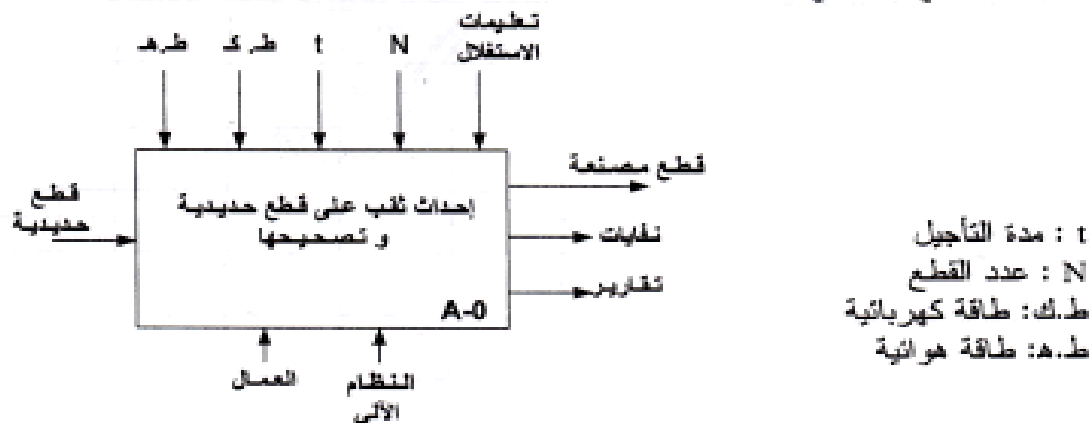 تعليمات
الاستغلال
ط.هـ ط.ك t N
قطع
حديدية
إحداث ثقب على قطع حديدية
و تصحيحها
A-0
قطع مصنعة
نفايات
تقارير
العمال
النظام
الآلي
t : مدة التأجيل
N : عدد القطع
ط.ك: طاقة كهربائية
ط.هـ: طاقة هوائية